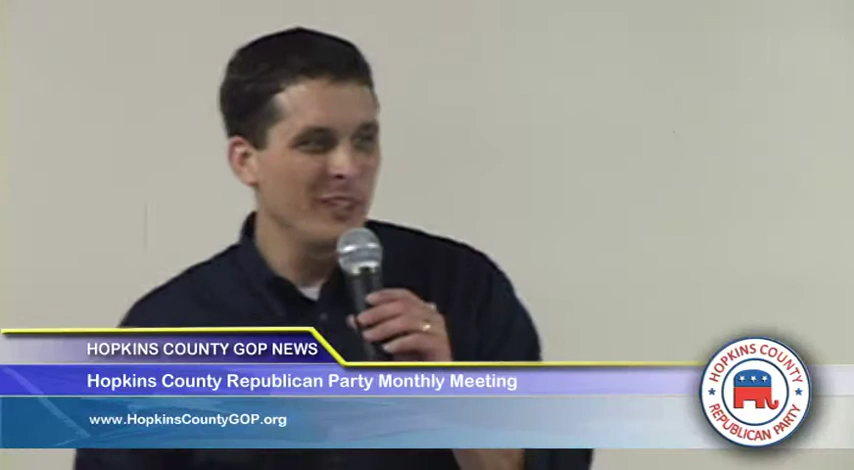 HOPKINS COUNTY GOP NEWS
Hopkins County Republican Party Monthly Meeting
www.HopkinsCountyGOP.org
HOPKINS COUNTY
REPUBLICAN PARTY